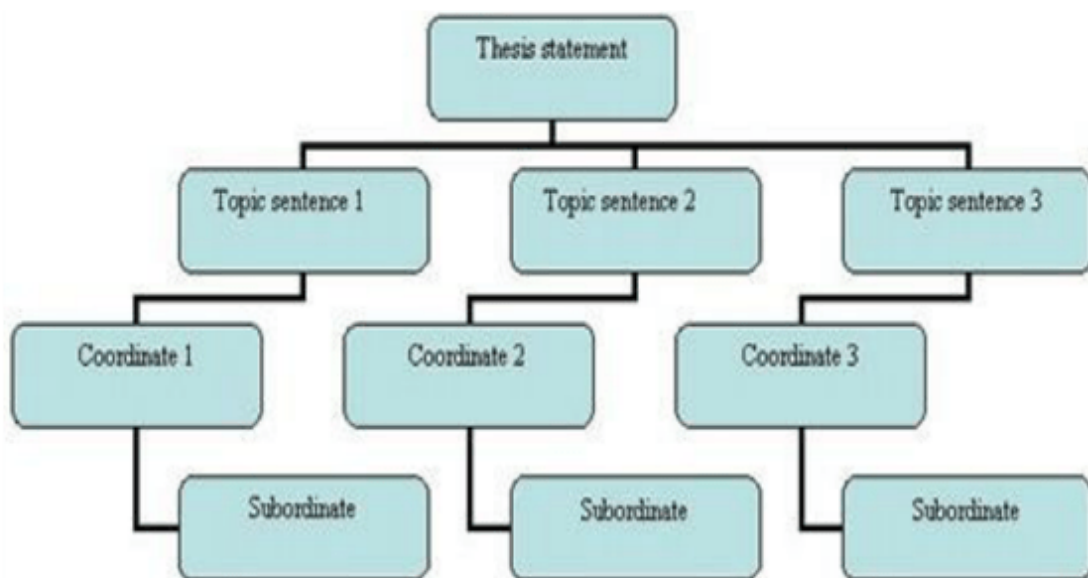 Thesis statement
Topic sentence 1
Topic sentence 2
Topic sentence 3
Coordinate 1
Coordinate 2
Coordinate 3
Subordinate
Subordinate
Subordinate